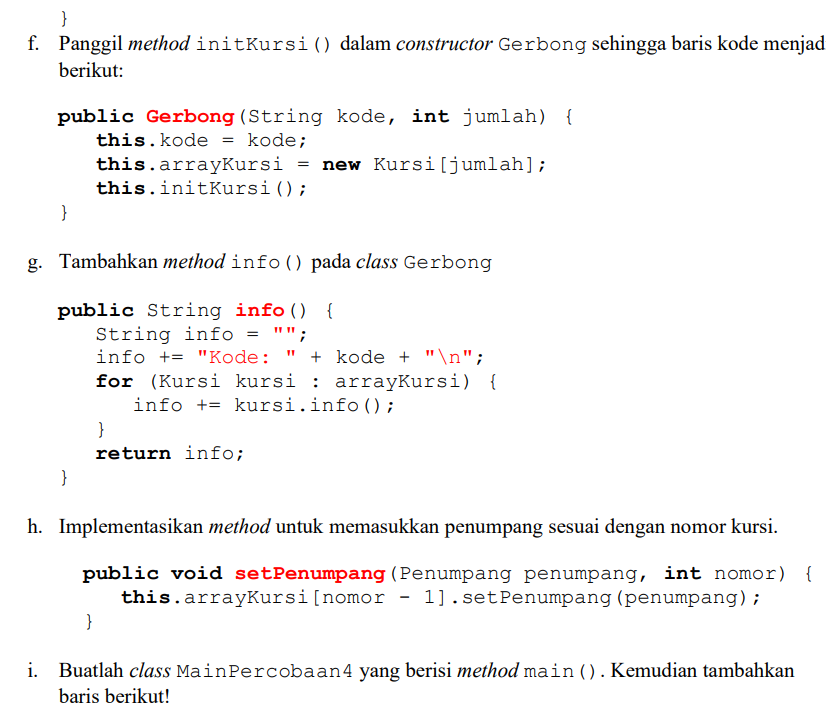 }
f. Panggil method initKursi() dalam constructor Gerbong sehingga baris kode menjad
berikut:
public Gerbong(String kode, int jumlah) {
this.kode = kode;
this.arrayKursi = new Kursi[jumlah];
this.initKursi();
}
g. Tambahkan method info() pada class Gerbong
public String info() {
String info = "";
info += "Kode: " + kode + "\n";
for (Kursi kursi : arrayKursi) {
info += kursi.info();
}
return info;
}
h. Implementasikan method untuk memasukkan penumpang sesuai dengan nomor kursi.
public void setPenumpang(Penumpang penumpang, int nomor) {
this.arrayKursi[nomor - 1].setPenumpang(penumpang);
}
i. Buatlah class MainPercobaan4 yang berisi method main(). Kemudian tambahkan
baris berikut!